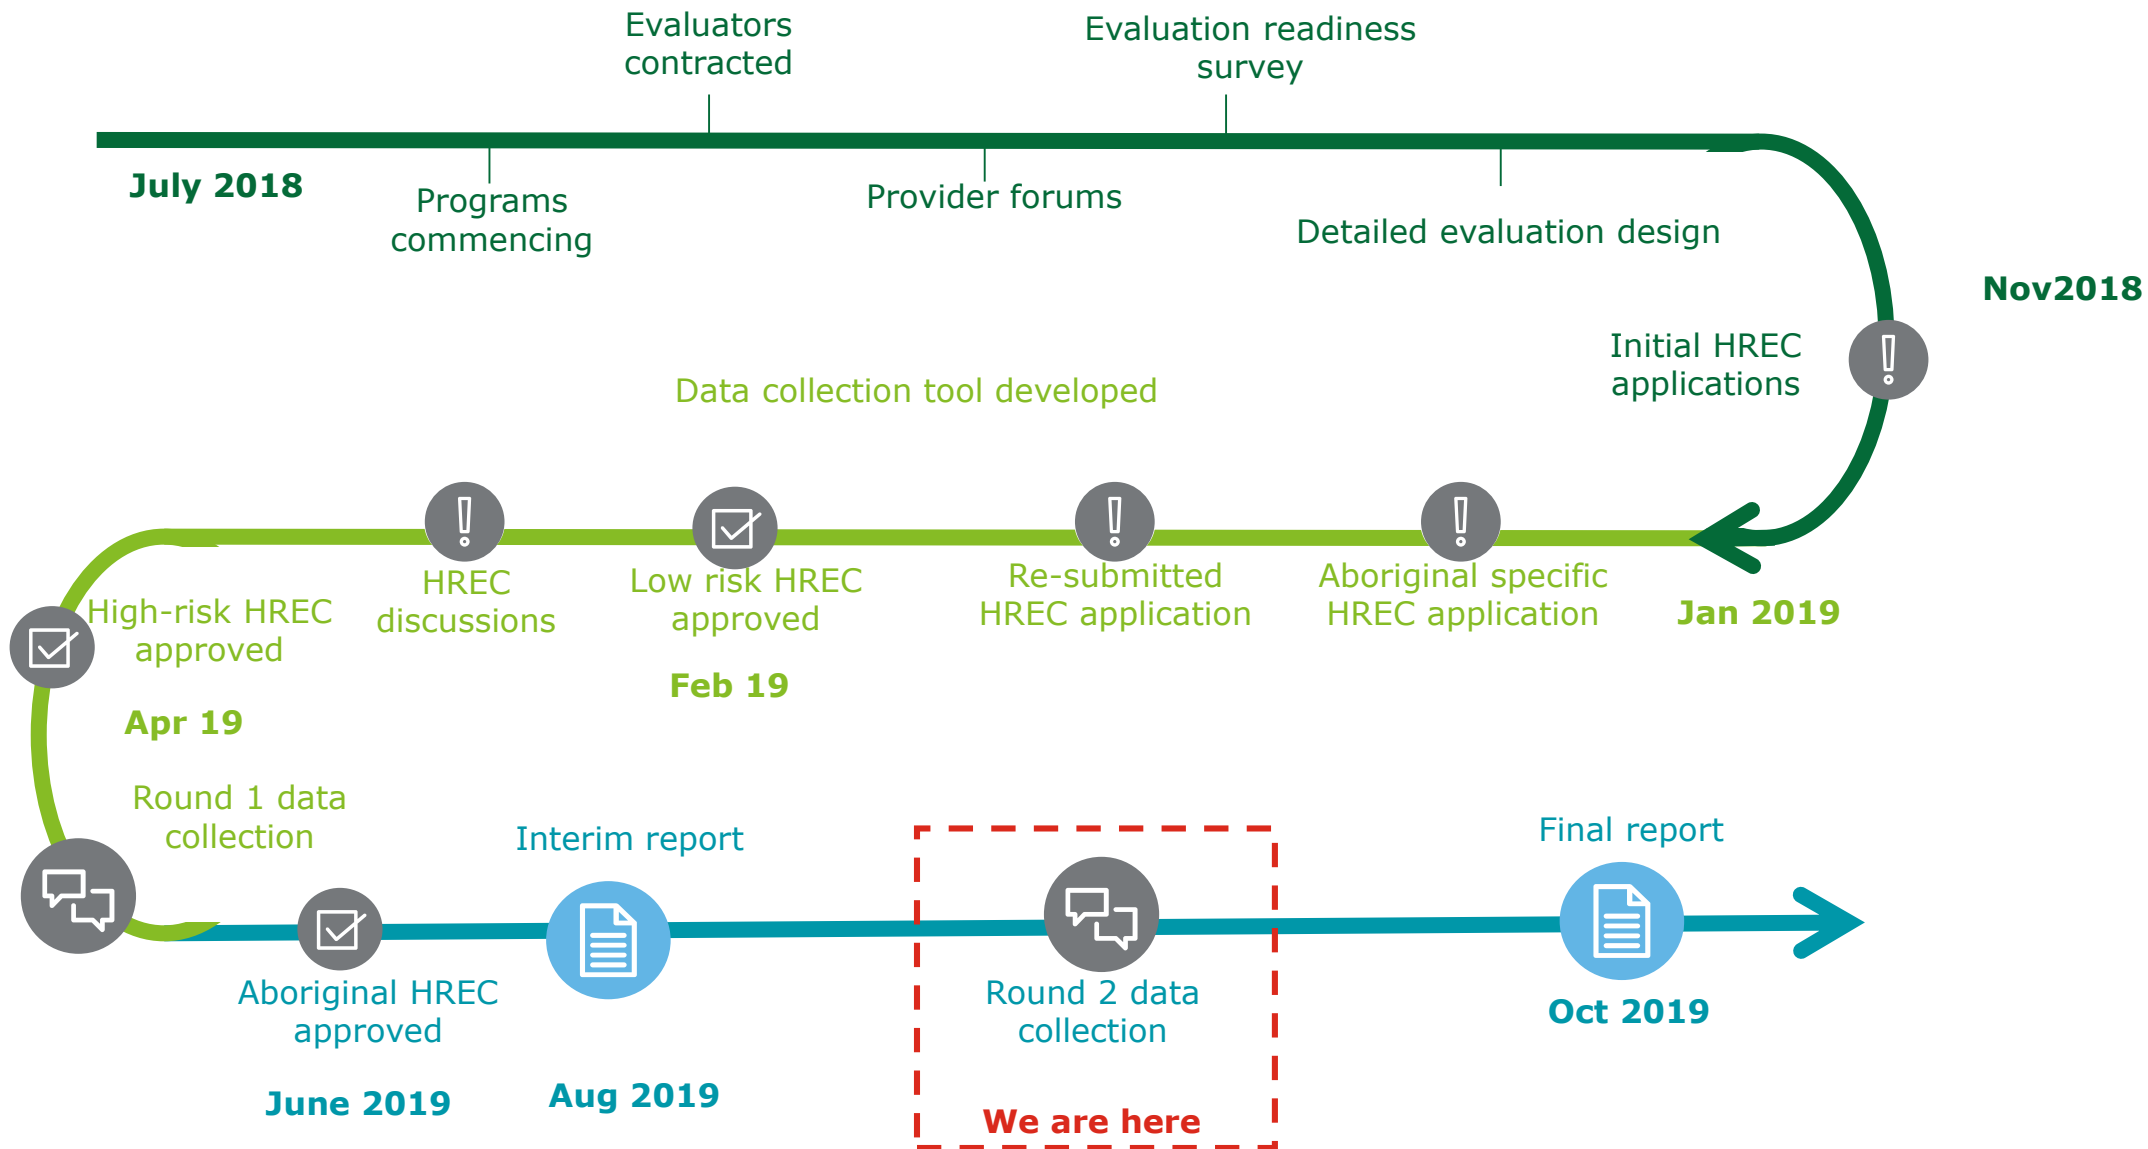 Evaluators
contracted
Evaluation readiness
survey
July 2018
Programs
commencing
Provider forums
Detailed evaluation design
Nov2018
Initial HREC
applications
Data collection tool developed
Jan 2019
Aboriginal specific
HREC application
Re-submitted
HREC application
Low risk HREC
approved
Feb 19
HREC
discussions
High-risk HREC
approved
Apr 19
Round 1 data
collection
Aboriginal HREC
approved
June 2019
Interim report
Aug 2019
Round 2 data
collection
We are here
Final report
Oct 2019